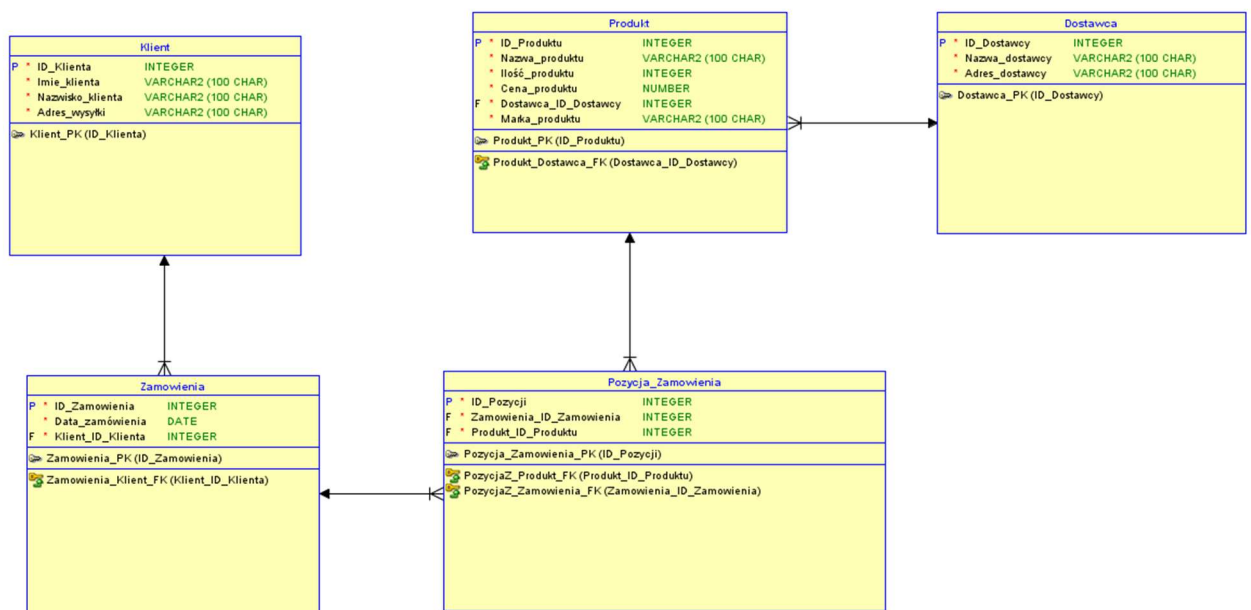 Klient
P * ID_Klienta INTEGER
* Imie_klienta VARCHAR2 (100 CHAR)
* Nazwisko_klienta VARCHAR2 (100 CHAR)
* Adres_wysyłki VARCHAR2 (100 CHAR)
Klient_PK (ID_Klienta)
Produkt
P * ID_Produktu INTEGER
* Nazwa_produktu VARCHAR2 (100 CHAR)
* Ilość_produktu INTEGER
* Cena_produktu NUMBER
F * Dostawca_ID_Dostawcy INTEGER
* Marka_produktu VARCHAR2 (100 CHAR)
Produkt_PK (ID_Produktu)
Produkt_Dostawca_FK (Dostawca_ID_Dostawcy)
Dostawca
P * ID_Dostawcy INTEGER
* Nazwa_dostawcy VARCHAR2 (100 CHAR)
* Adres_dostawcy VARCHAR2 (100 CHAR)
Dostawca_PK (ID_Dostawcy)
Zamowienia
P * ID_Zamowienia INTEGER
* Data_zamówienia DATE
F * Klient_ID_Klienta INTEGER
Zamowienia_PK (ID_Zamowienia)
Zamowienia_Klient_FK (Klient_ID_Klienta)
Pozycja_Zamowienia
P * ID_Pozycji INTEGER
F * Zamowienia_ID_Zamowienia INTEGER
F * Produkt_ID_Produktu INTEGER
Pozycja_Zamowienia_PK (ID_Pozycji)
PozycjaZ_Produkt_FK (Produkt_ID_Produktu)
PozycjaZ_Zamowienia_FK (Zamowienia_ID_Zamowienia)